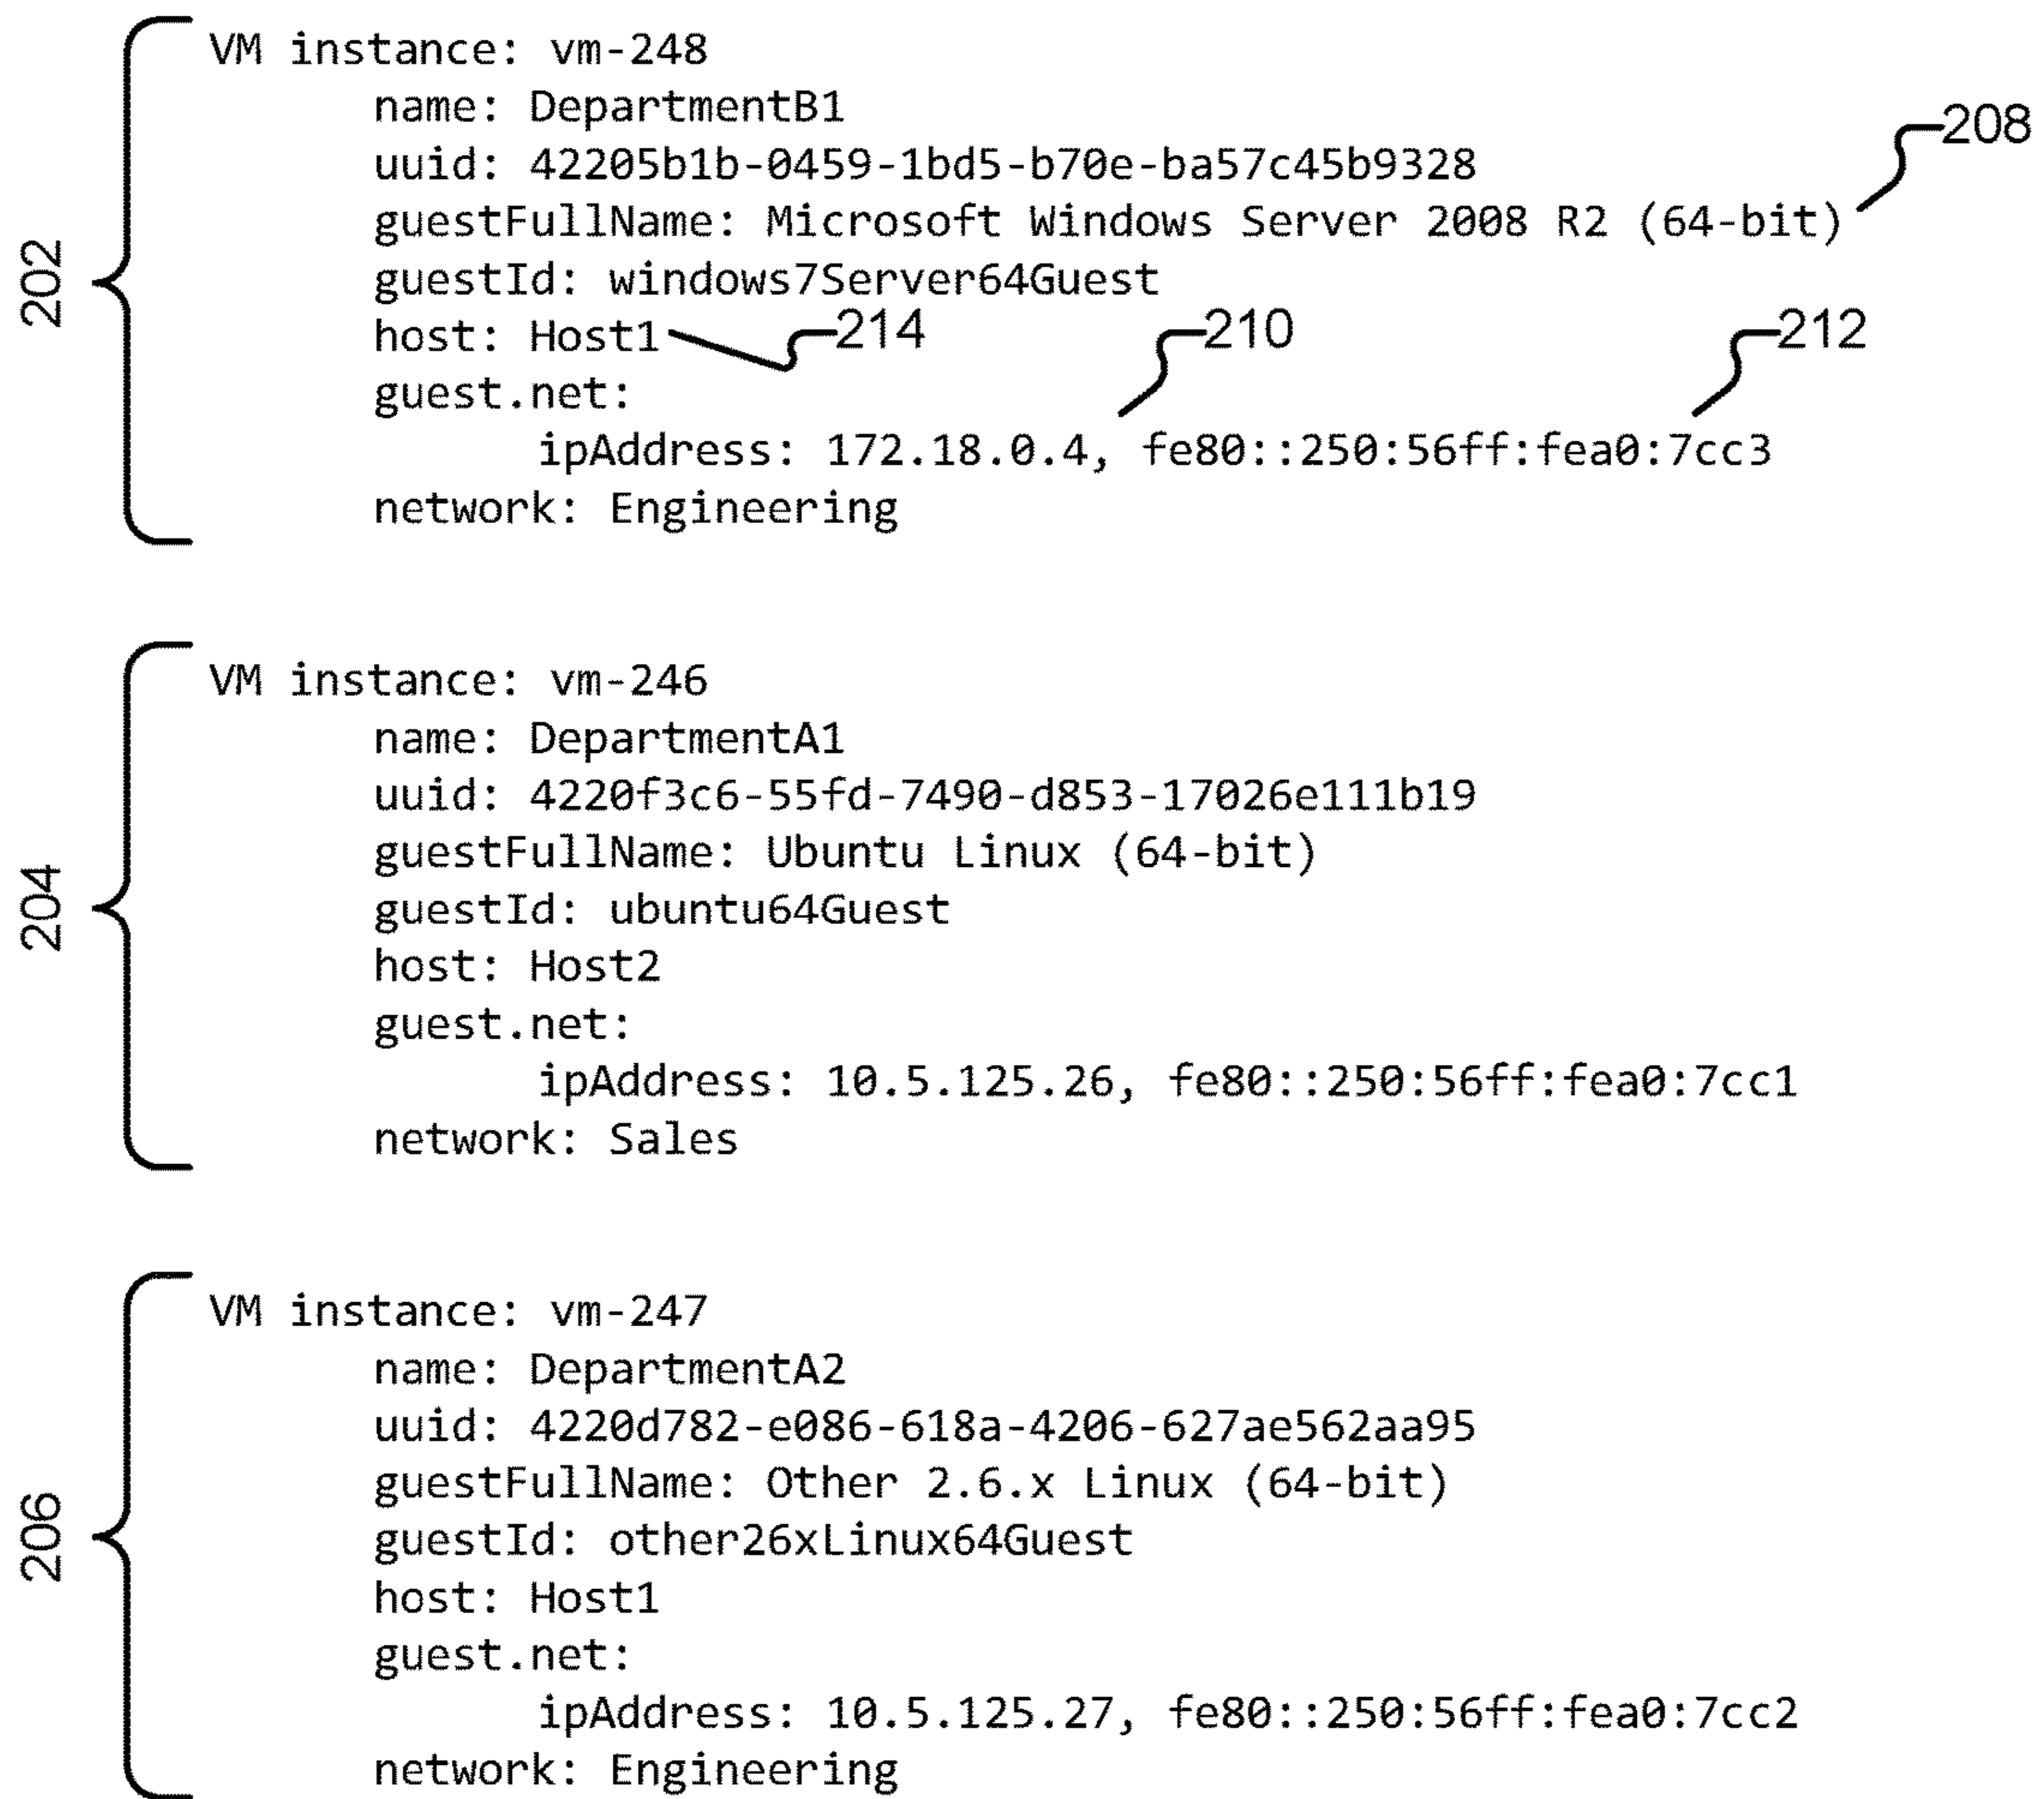 VM instance: vm-248
name: DepartmentB1
208
uuid: 42205b1b-0459-1bd5-b70e-ba57c45b9328
guestFullName: Microsoft Windows Server 2008 R2 (64-bit)
202
guestId: windows7Server64Guest
host: Host1 214 210 212
guest.net:
ipAddress: 172.18.0.4, fe80::250:56ff:fea0:7cc3
network: Engineering
VM instance: vm-246
name: DepartmentA1
uuid: 4220f3c6-55fd-7490-d853-17026e111b19
guestFullName: Ubuntu Linux (64-bit)
204
guestId: ubuntu64Guest
host: Host2
guest.net:
ipAddress: 10.5.125.26, fe80::250:56ff:fea0:7cc1
network: Sales
VM instance: vm-247
name: DepartmentA2
uuid: 4220d782-e086-618a-4206-627ae562aa95
guestFullName: Other 2.6.x Linux (64-bit)
206
guestId: other26xLinux64Guest
host: Host1
guest.net:
ipAddress: 10.5.125.27, fe80::250:56ff:fea0:7cc2
network: Engineering